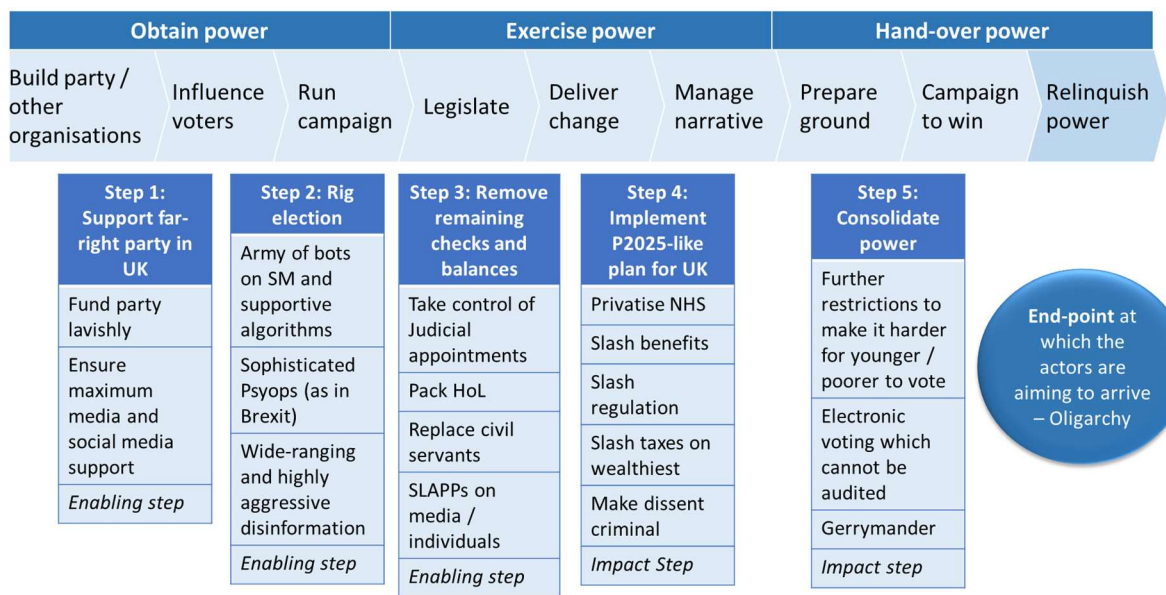 Obtain power
Exercise power
Hand-over power
Build party /
other
organisations
Influence
voters
Run
campaign
Legislate
Deliver
change
Manage
narrative
Prepare
ground
Campaign
to win
Relinquish
power
Step 1:
Support far-
right party in
UK
Fund party
lavishly
Ensure
maximum
media and
social media
support
Enabling step
Step 2: Rig
election
Army of bots
on SM and
supportive
algorithms
Sophisticated
Psyops (as in
Brexit)
Wide-ranging
and highly
aggressive
disinformation
Enabling step
Step 3: Remove
remaining
checks and
balances
Take control of
Judicial
appointments
Pack HoL
Replace civil
servants
SLAPPs on
media /
individuals
Enabling step
Step 4:
Implement
P2025-like
plan for UK
Privatise NHS
Slash benefits
Slash
regulation
Slash taxes on
wealthiest
Make dissent
criminal
Impact Step
Step 5:
Consolidate
power
Further
restrictions to
make it harder
for younger /
poorer to vote
Electronic
voting which
cannot be
audited
Gerrymander
Impact step
End-point at
which the
actors are
aiming to arrive
– Oligarchy